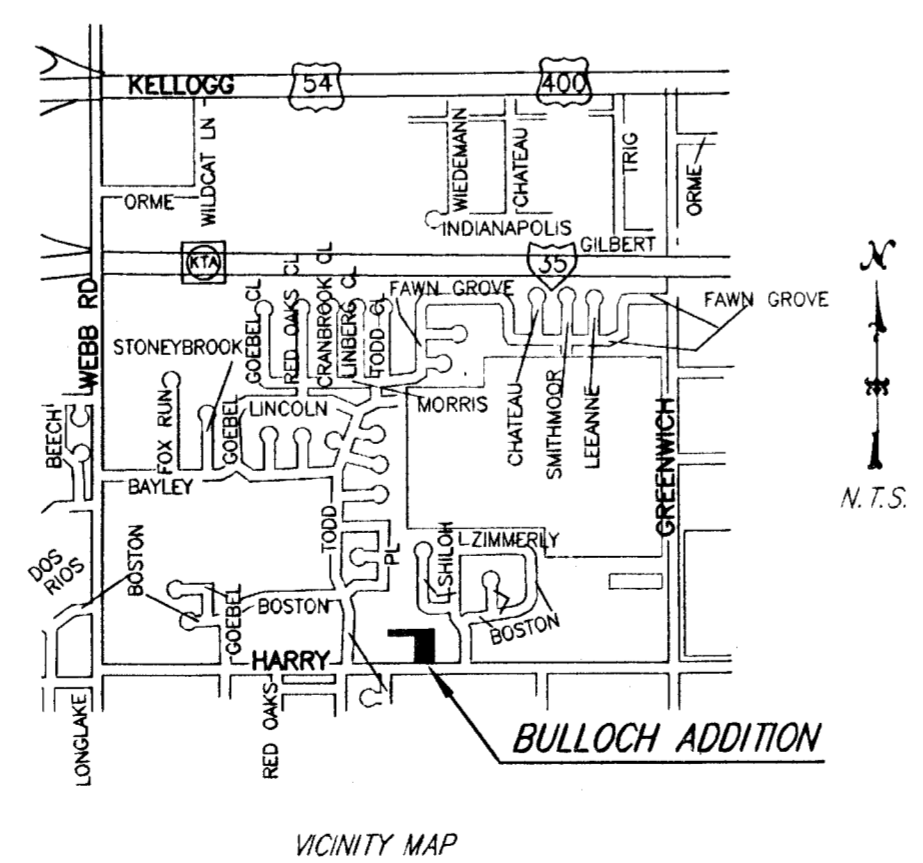 KELLOGG
54
400
WILDCAT LN
ORME
WIEDEMANN
CHATEAU
TRIG
ORME
INDIANAPOLIS
GILBERT
KTA
35
N
WEBB RD
STONEYBROOK
GOEBEL CL
RED OAKS CL
CRANBROOK CL
LINBERG CL
TODD CL
FAWN GROVE
FAWN GROVE
BEECH
FOX RUN
GOEBEL
LINCOLN
MORRIS
CHATEAU
SMITHMOOR
LEEANNE
GREENWICH
N.T.S.
BAYLEY
TODD
PL
SHILOH
ZIMMERLY
DOS RIOS
BOSTON
GOEBEL
BOSTON
BOSTON
HARRY
LONGLAKE
RED OAKS
BULLOCH ADDITION
VICINITY MAP